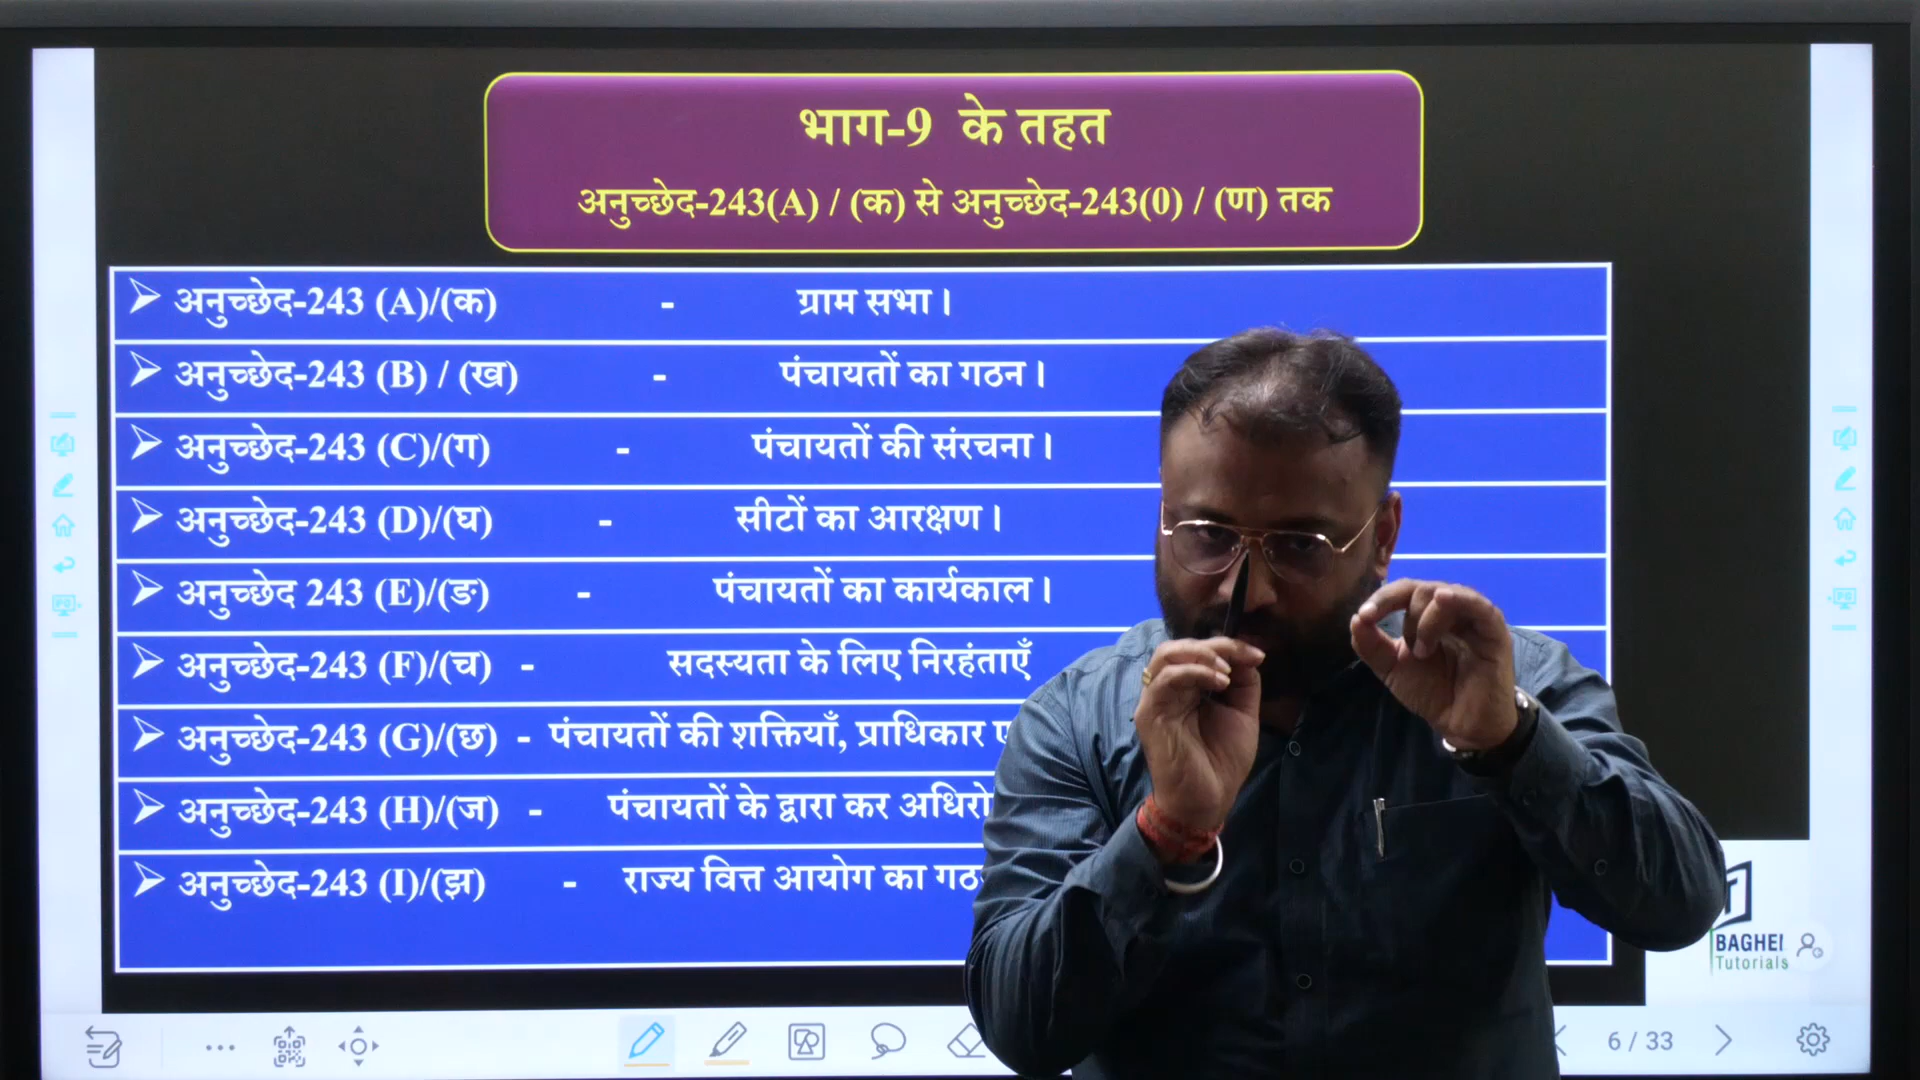 भाग-9 के तहत
अनुच्छेद-243(A) / (क) से अनुच्छेद-243(0) / (ण) तक
➢ अनुच्छेद-243 (A)/(क) - ग्राम सभा।
➢ अनुच्छेद-243 (B) / (ख) - पंचायतों का गठन।
➢ अनुच्छेद-243 (C)/(ग) - पंचायतों की संरचना।
➢ अनुच्छेद-243 (D)/(घ) - सीटों का आरक्षण।
➢ अनुच्छेद 243 (E)/(ङ) - पंचायतों का कार्यकाल।
➢ अनुच्छेद-243 (F)/(च) - सदस्यता के लिए निरहंताएँ
➢ अनुच्छेद-243 (G)/(छ) - पंचायतों की शक्तियाँ, प्राधिकार
➢ अनुच्छेद-243 (H)/(ज) - पंचायतों के द्वारा कर
➢ अनुच्छेद-243 (I)/(झ) - राज्य वित्त आयोग का
BAGHEL
Tutorials
6 / 33